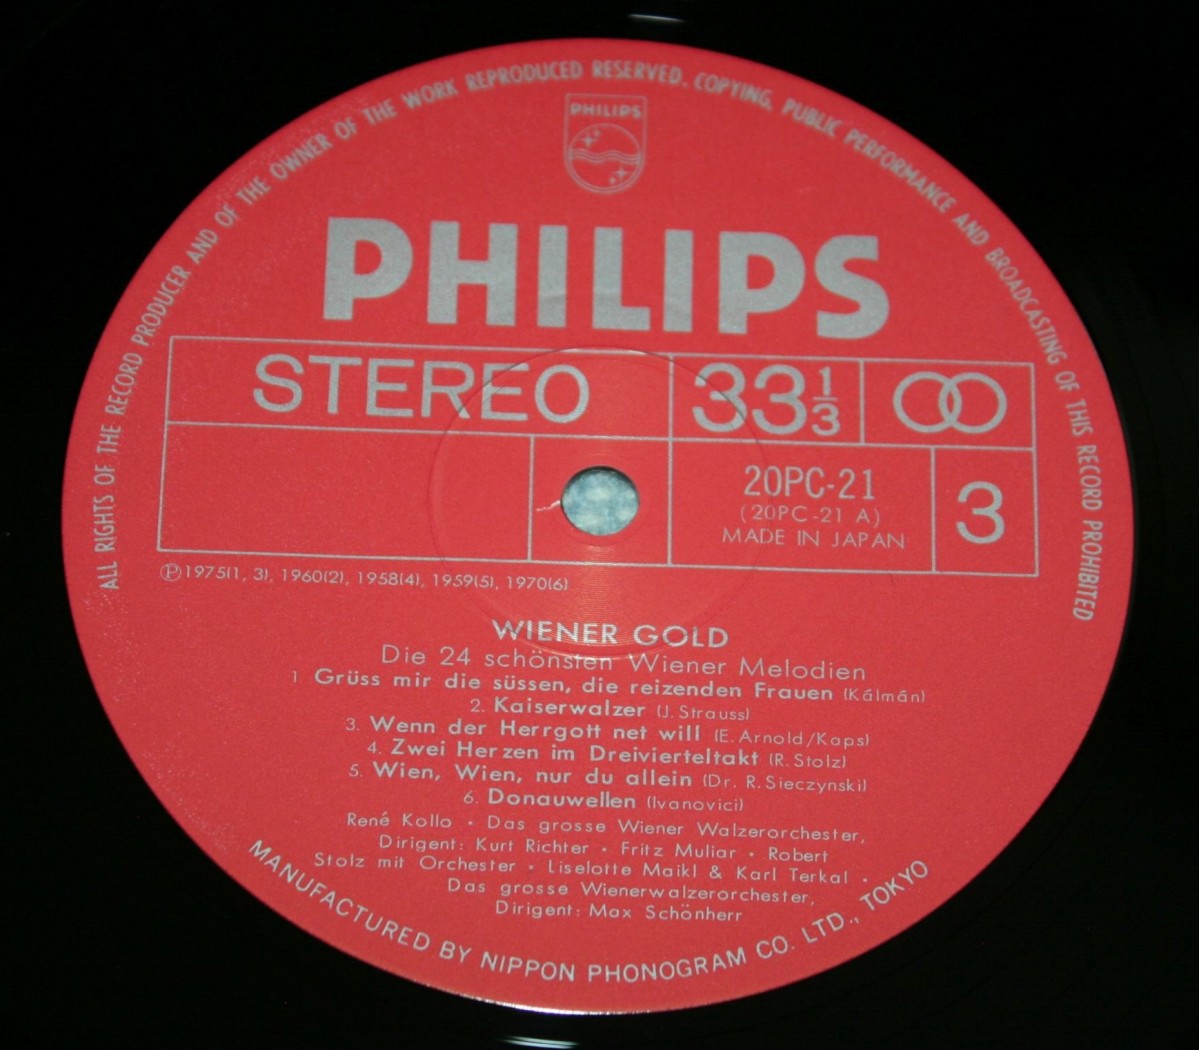 ALL RIGHTS OF THE RECORD PRODUCER AND OF THE OWNER OF THE WORK REPRODUCED RESERVED. COPYING, PUBLIC PERFORMANCE AND BROADCASTING OF THIS RECORD PROHIBITED
PHILIPS
PHILIPS
STEREO 33 1/3
20PC-21
(20PC-21 A)
MADE IN JAPAN
3
Ⓟ1975(1, 3), 1960(2), 1958(4), 1959(5), 1970(6)
WIENER GOLD
Die 24 schönsten Wiener Melodien
1. Grüss mir die süssen, die reizenden Frauen (Kálmán)
2. Kaiserwalzer (J. Strauss)
3. Wenn der Herrgott net will (E. Arnold/Kaps)
4. Zwei Herzen im Dreivierteltakt (R. Stolz)
5. Wien, Wien, nur du allein (Dr. R. Sieczynski)
6. Donauwellen (Ivanovici)
René Kollo • Das grosse Wiener Walzerorchester,
Dirigent: Kurt Richter • Fritz Muliar • Robert
Stolz mit Orchester • Liselotte Maikl & Karl Terkal •
Das grosse Wienerwalzerorchester,
Dirigent: Max Schönherr
MANUFACTURED BY NIPPON PHONOGRAM CO. LTD., TOKYO